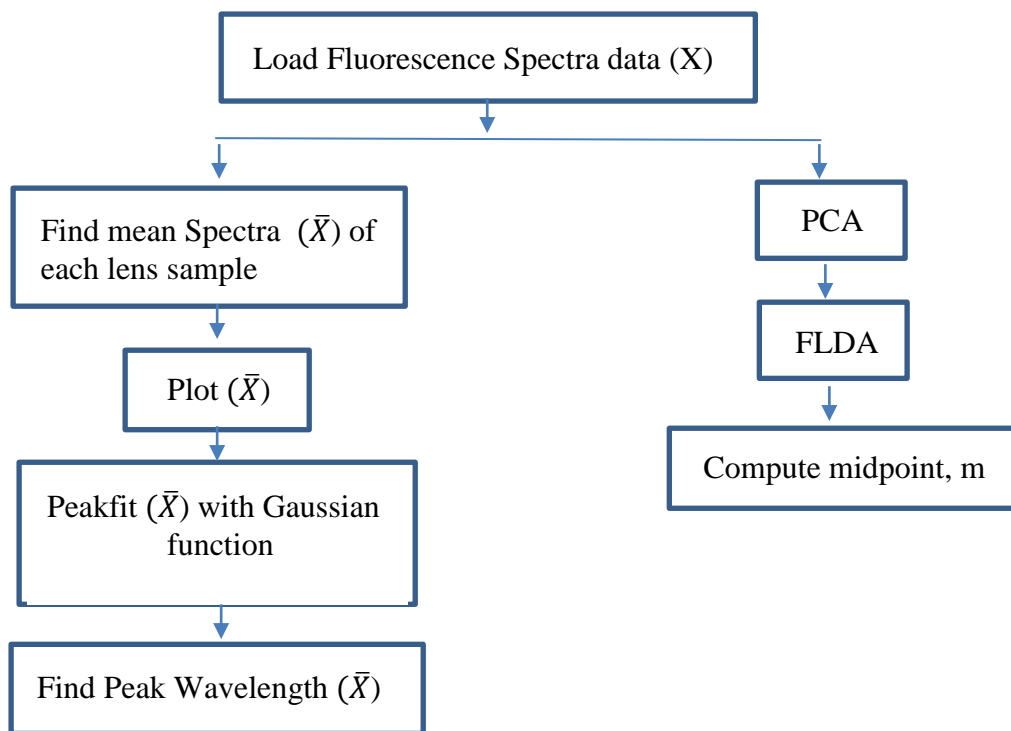 Load Fluorescence Spectra data (X)
Find mean Spectra (X̄) of
each lens sample
Plot (X̄)
Peakfit (X̄) with Gaussian
function
Find Peak Wavelength (X̄)
PCA
FLDA
Compute midpoint, m